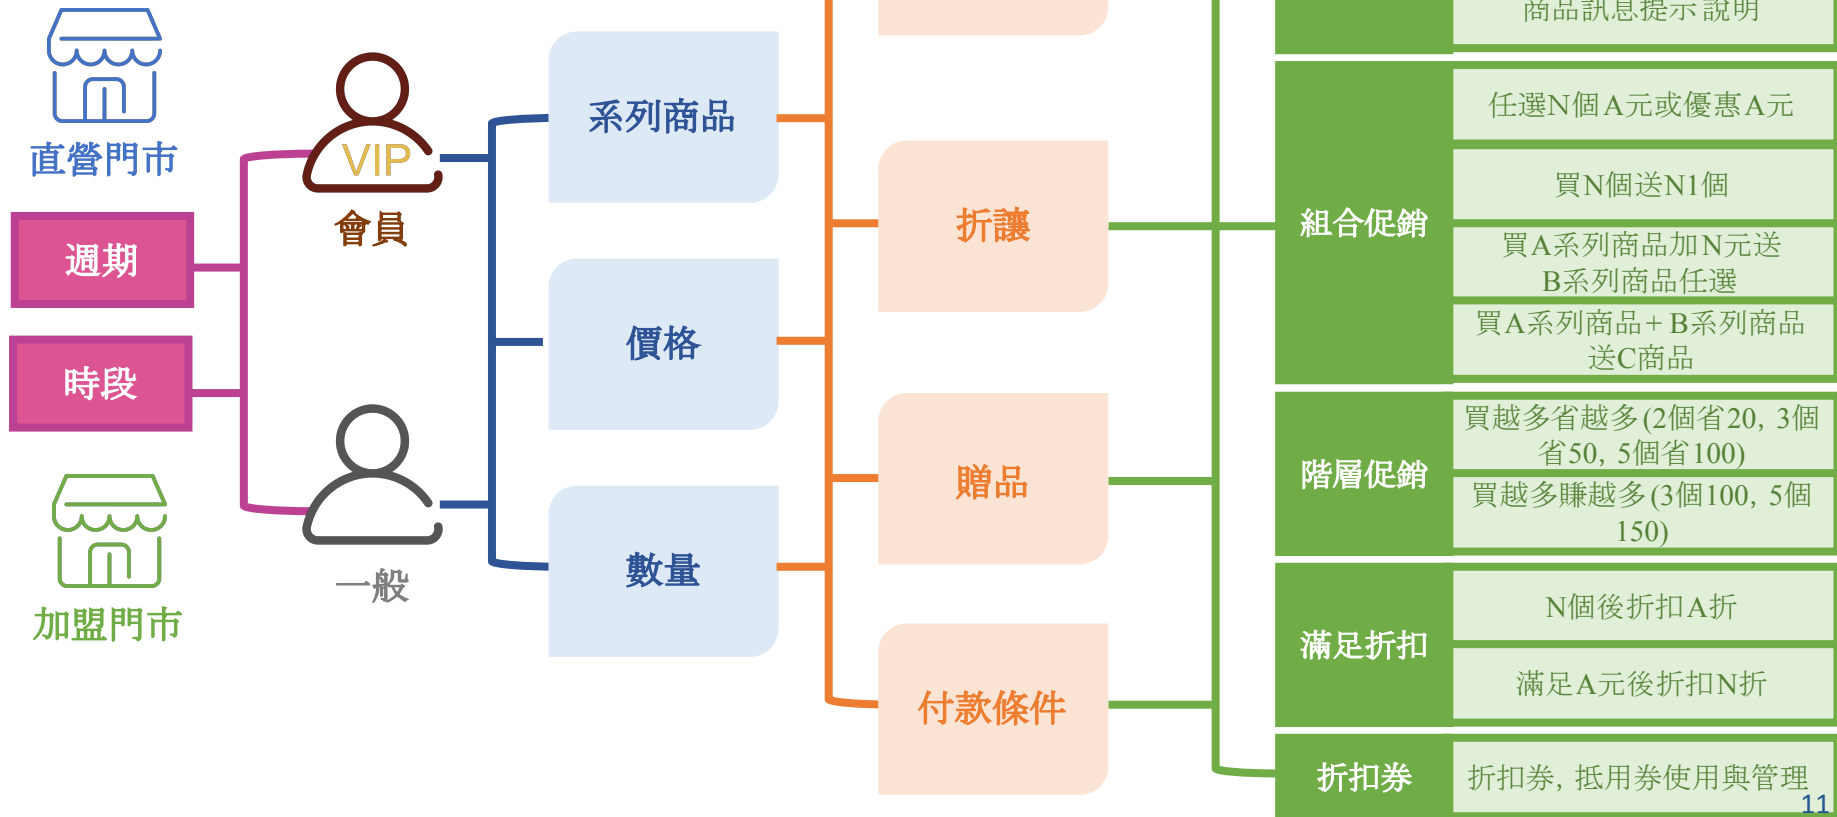 直營門市
週期
時段
加盟門市
VIP
會員
一般
系列商品
價格
數量
折讓
贈品
付款條件
商品訊息提示說明
組合促銷
任選N個A元或優惠A元
買N個送N1個
買A系列商品加N元送
B系列商品任選
買A系列商品+B系列商品
送C商品
階層促銷
買越多省越多(2個省20, 3個
省50, 5個省100)
買越多賺越多(3個100, 5個
150)
滿足折扣
N個後折扣A折
滿足A元後折扣N折
折扣券
折扣券, 抵用券使用與管理
11